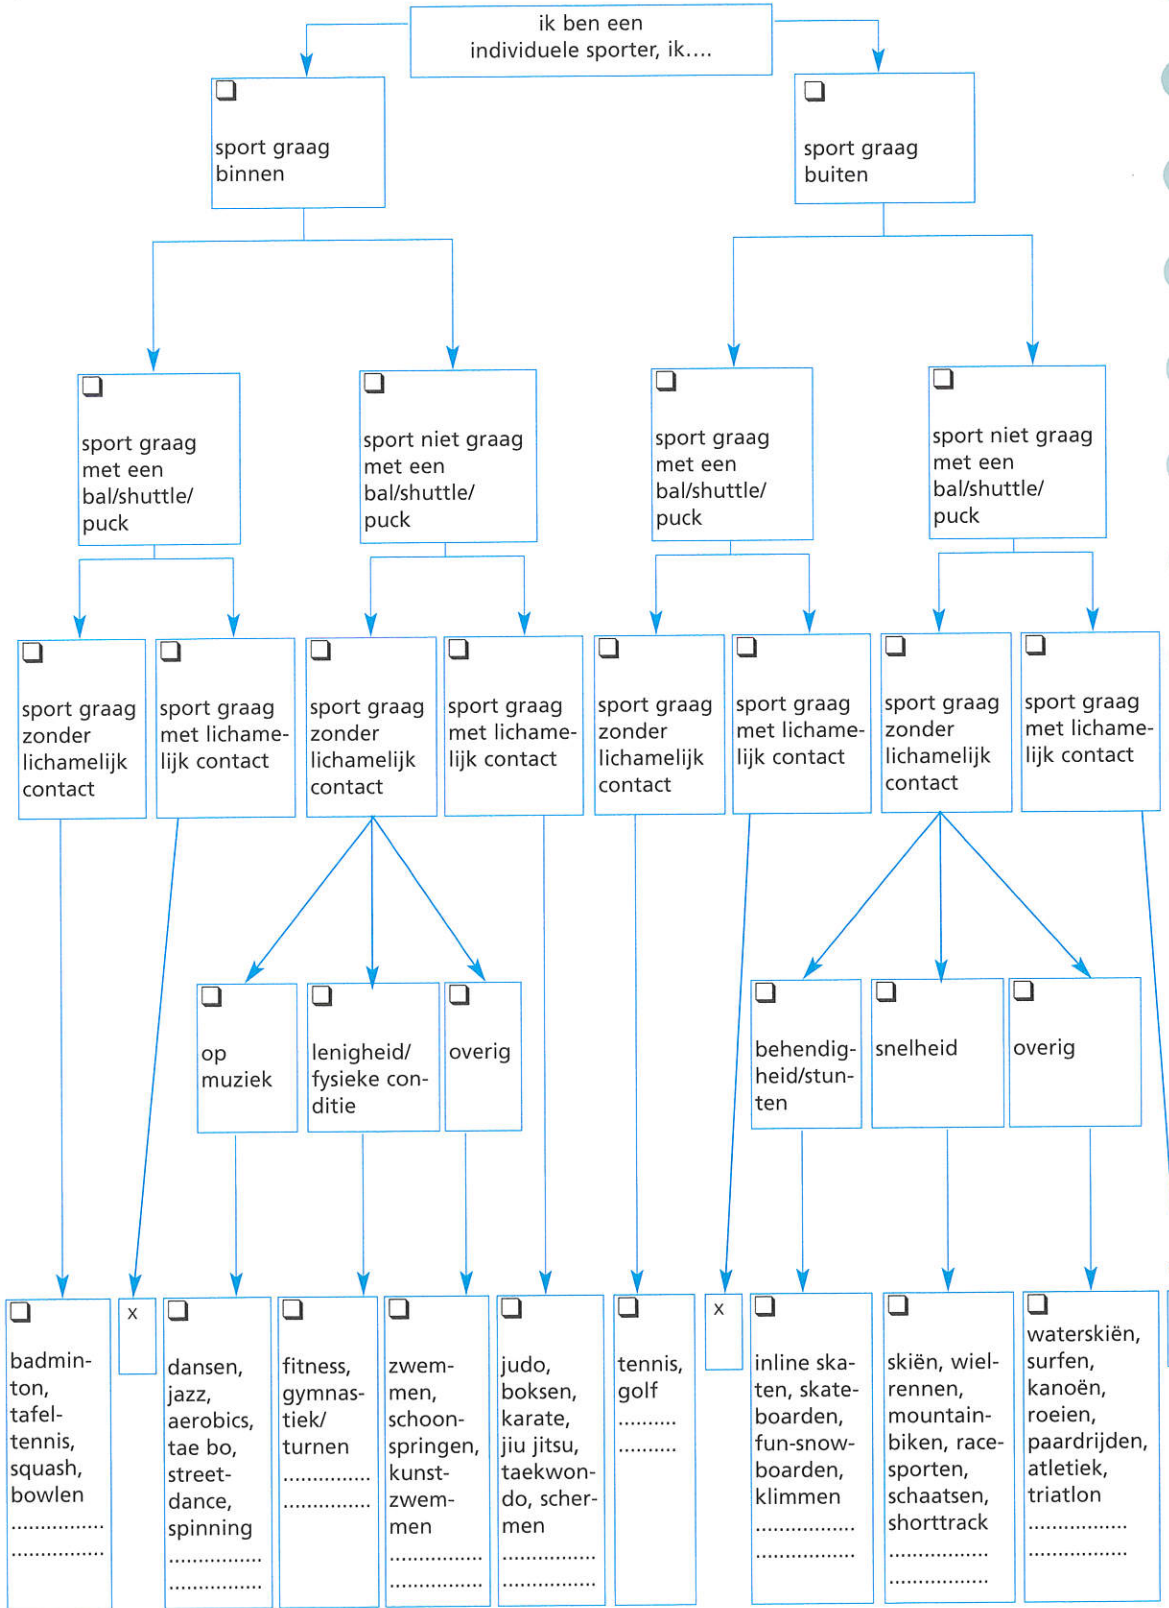 ik ben een
individuele sporter, ik....
sport graag
binnen
sport graag
buiten
sport graag
met een
bal/shuttle/
puck
sport niet graag
met een
bal/shuttle/
puck
sport graag
met een
bal/shuttle/
puck
sport niet graag
met een
bal/shuttle/
puck
sport graag
zonder
lichamelijk
contact
sport graag
met lichame-
lijk contact
sport graag
zonder
lichamelijk
contact
sport graag
met lichame-
lijk contact
sport graag
zonder
lichamelijk
contact
sport graag
met lichame-
lijk contact
sport graag
zonder
lichamelijk
contact
sport graag
met lichame-
lijk contact
op
muziek
lenigheid/
fysieke con-
ditie
overig
behendig-
heid/stun-
ten
snelheid
overig
badmin-
ton,
tafel-
tennis,
squash,
bowlen
................
................
x
dansen,
jazz,
aerobics,
tae bo,
street-
dance,
spinning
................
................
fitness,
gymnas-
tiek/
turnen
...............
...............
zwem-
men,
schoon-
springen,
kunst-
zwem-
men
................
................
judo,
boksen,
karate,
jiu jitsu,
taekwon-
do, scher-
men
................
................
tennis,
golf
..........
..........
x
inline ska-
ten, skate-
boarden,
fun-snow-
boarden,
klimmen
.................
.................
skiën, wiel-
rennen,
mountain-
biken, race-
sporten,
schaatsen,
shorttrack
.................
.................
waterskiën,
surfen,
kanoën,
roeien,
paardrijden,
atletiek,
triatlon
.................
.................